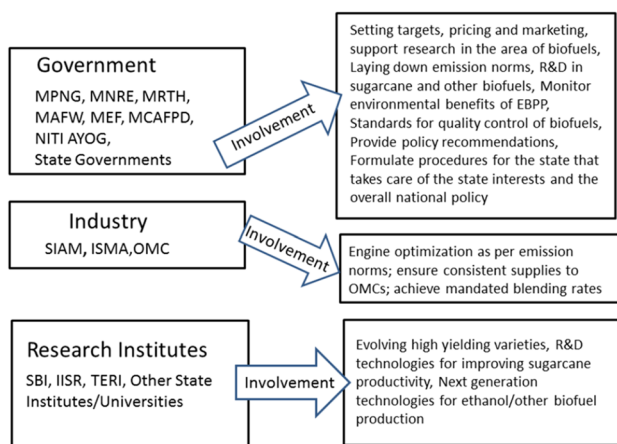 Government
MPNG, MNRE, MRTH,
MAFW, MEF, MCAFPD,
NITI AYOG,
State Governments
Involvement
Setting targets, pricing and marketing,
support research in the area of biofuels,
Laying down emission norms, R&D in
sugarcane and other biofuels, Monitor
environmental benefits of EBPP,
Standards for quality control of biofuels,
Provide policy recommendations,
Formulate procedures for the state that
takes care of the state interests and the
overall national policy
Industry
SIAM, ISMA,OMC
Involvement
Engine optimization as per emission
norms; ensure consistent supplies to
OMCs; achieve mandated blending rates
Research Institutes
SBI, IISR, TERI, Other State
Institutes/Universities
Involvement
Evolving high yielding varieties, R&D
technologies for improving sugarcane
productivity, Next generation
technologies for ethanol/other biofuel
production